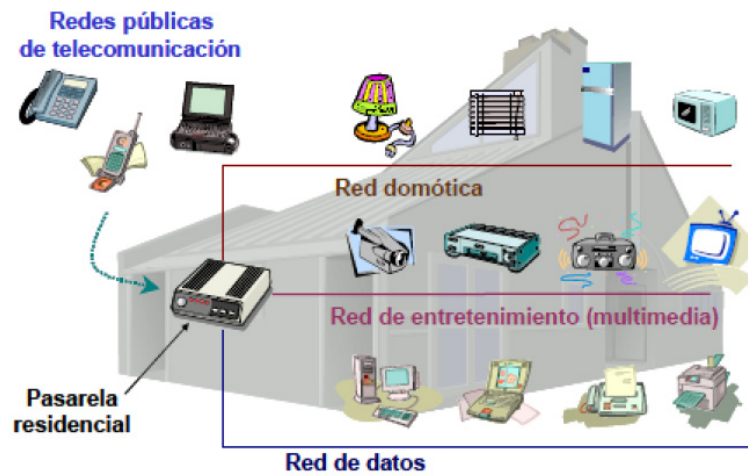 Redes públicas
de telecomunicación
Red domótica
Red de entretenimiento (multimedia)
Pasarela
residencial
Red de datos